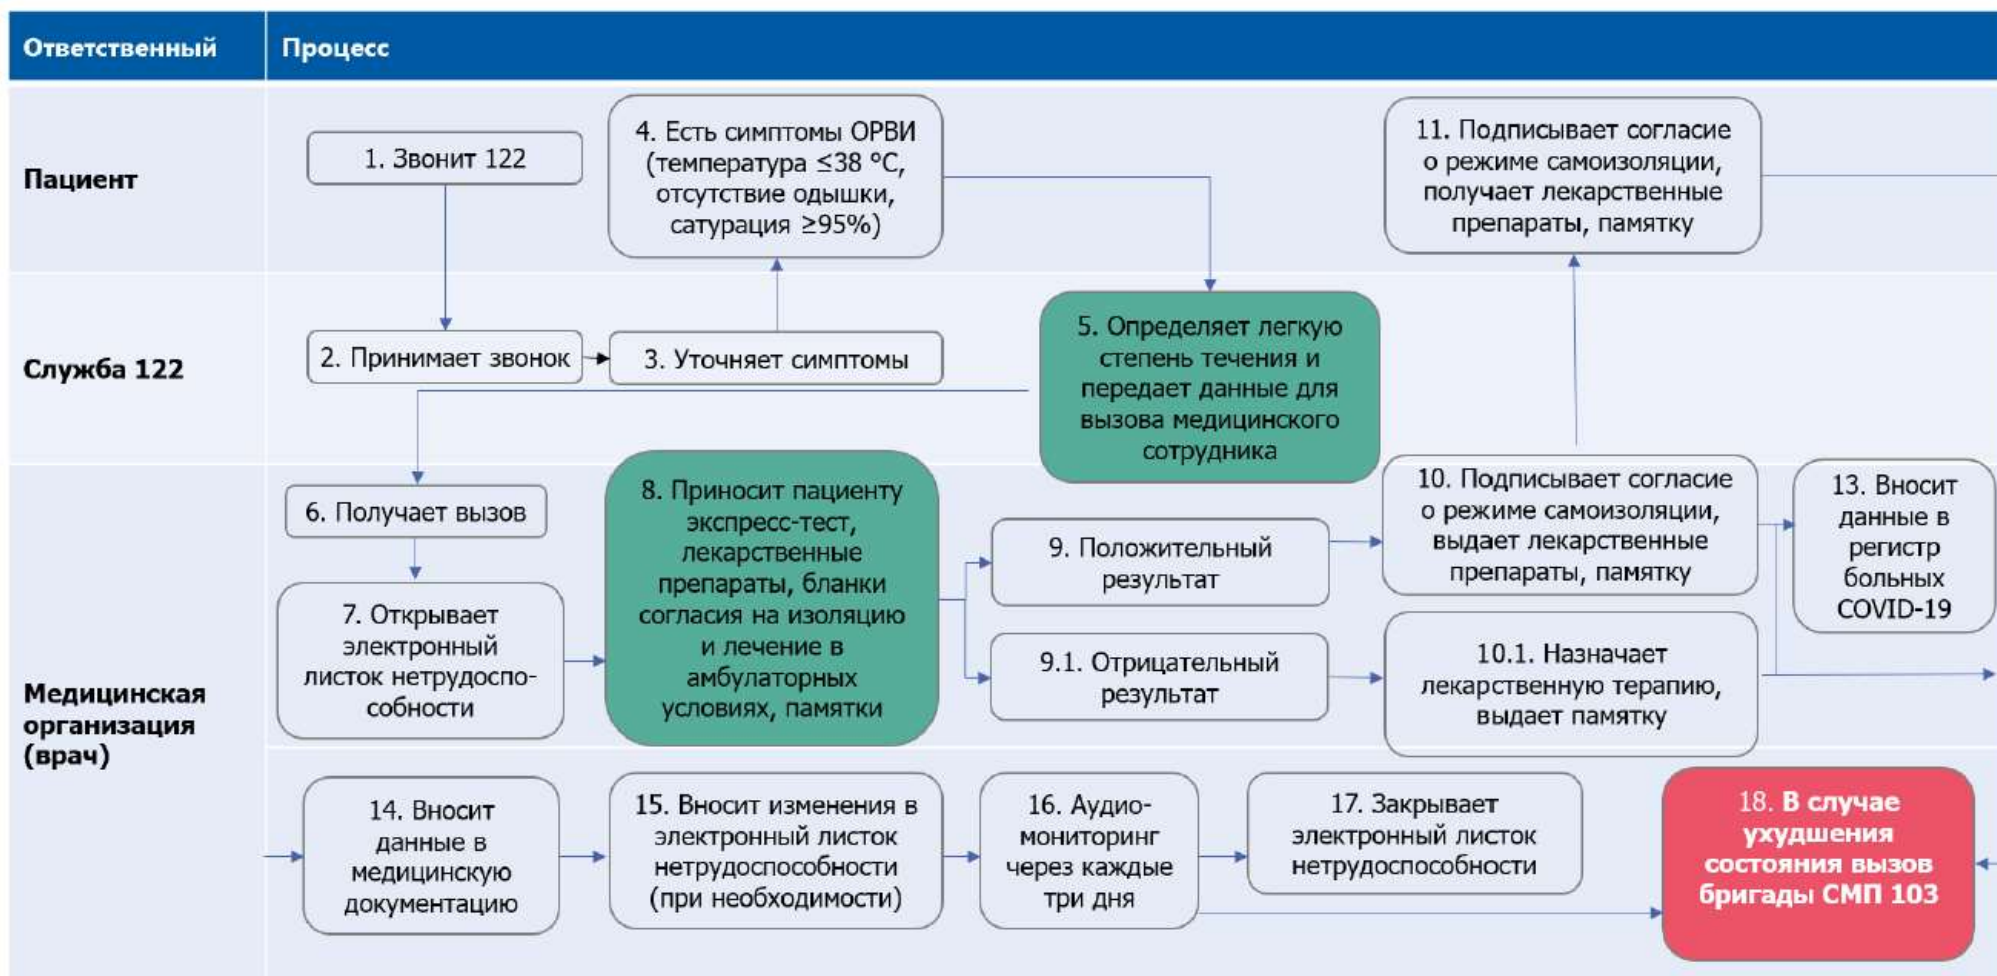 Ответственный
Процесс
Пациент
1. Звонит 122
4. Есть симптомы ОРВИ
(температура ≤38 °C,
отсутствие одышки,
сатурация ≥95%)
11. Подписывает согласие
о режиме самоизоляции,
получает лекарственные
препараты, памятку
Служба 122
2. Принимает звонок
3. Уточняет симптомы
5. Определяет легкую
степень течения и
передает данные для
вызова медицинского
сотрудника
Медицинская
организация
(врач)
6. Получает вызов
7. Открывает
электронный
листок нетрудоспо-
собности
8. Приносит пациенту
экспресс-тест,
лекарственные
препараты, бланки
согласия на изоляцию
и лечение в
амбулаторных
условиях, памятки
9. Положительный
результат
9.1. Отрицательный
результат
10. Подписывает согласие
о режиме самоизоляции,
выдает лекарственные
препараты, памятку
10.1. Назначает
лекарственную терапию,
выдает памятку
13. Вносит
данные в
регистр
больных
COVID-19
14. Вносит
данные в
медицинскую
документацию
15. Вносит изменения в
электронный листок
нетрудоспособности
(при необходимости)
16. Аудио-
мониторинг
через каждые
три дня
17. Закрывает
электронный листок
нетрудоспособности
18. В случае
ухудшения
состояния вызов
бригады СМП 103